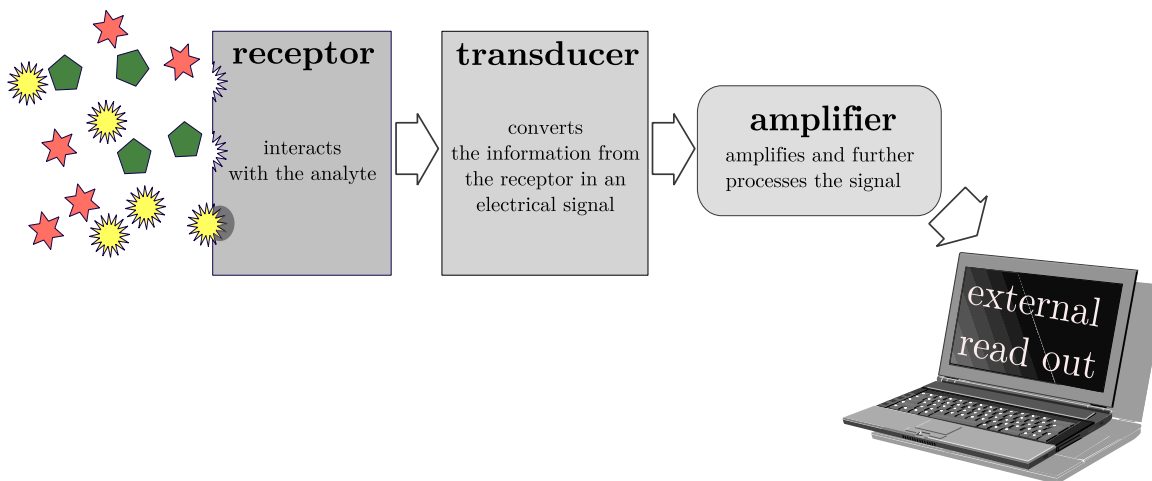 receptor
interacts
with the analyte
transducer
converts
the information from
the receptor in an
electrical signal
amplifier
amplifies and further
processes the signal
external
read out